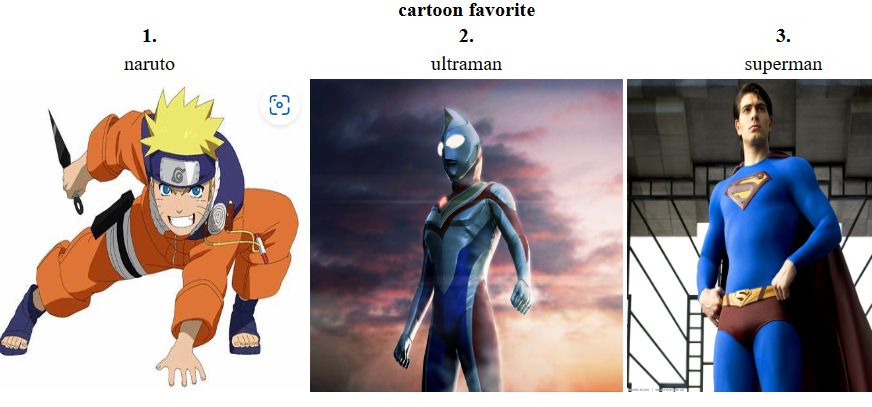 cartoon favorite
1. 2. 3.
naruto ultraman superman